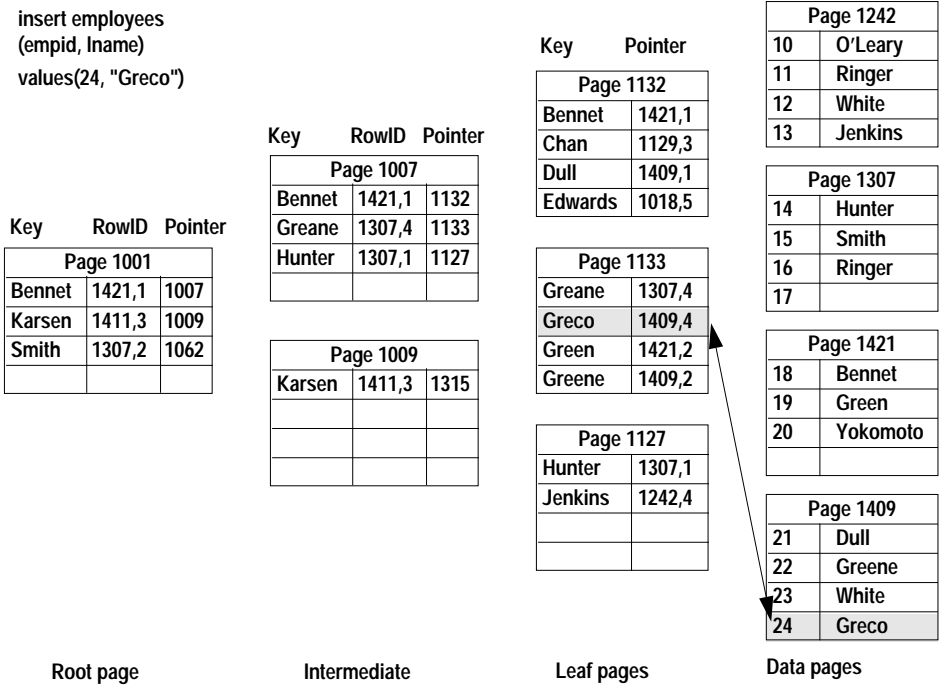 insert employees
(empid, lname)
values(24, "Greco")
Key RowID Pointer
Page 1001
Bennet 1421,1 1007
Karsen 1411,3 1009
Smith 1307,2 1062
Root page
Key RowID Pointer
Page 1007
Bennet 1421,1 1132
Greane 1307,4 1133
Hunter 1307,1 1127
Page 1009
Karsen 1411,3 1315
Intermediate
Key Pointer
Page 1132
Bennet 1421,1
Chan 1129,3
Dull 1409,1
Edwards 1018,5
Page 1133
Greane 1307,4
Greco 1409,4
Green 1421,2
Greene 1409,2
Page 1127
Hunter 1307,1
Jenkins 1242,4
Leaf pages
Page 1242
10 O'Leary
11 Ringer
12 White
13 Jenkins
Page 1307
14 Hunter
15 Smith
16 Ringer
17
Page 1421
18 Bennet
19 Green
20 Yokomoto
Page 1409
21 Dull
22 Greene
23 White
24 Greco
Data pages